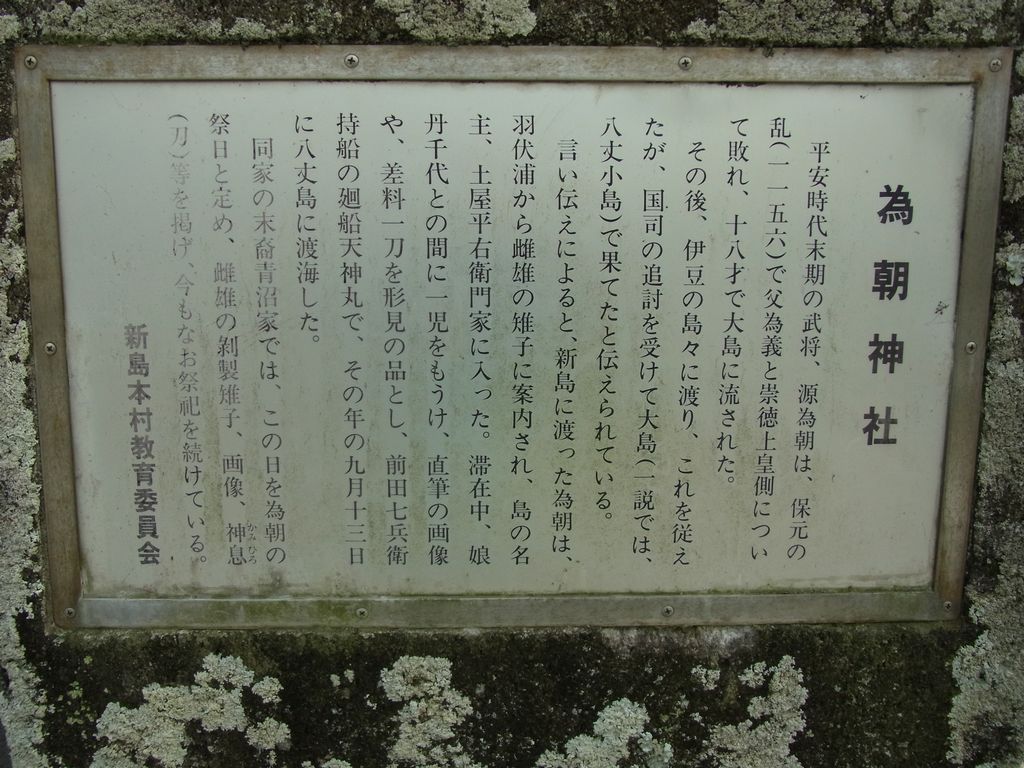 為朝神社
平安時代末期の武将、源為朝は、保元の
乱(一一五六)で父為義と崇徳上皇側につい
て敗れ、十八才で大島に流された。
その後、伊豆の島々に渡り、これを従え
たが、国司の追討を受けて大島(一説では、
八丈小島)で果てたと伝えられている。
言い伝えによると、新島に渡った為朝は、
羽伏浦から雌雄の雉子に案内され、島の名
主、土屋平右衛門家に入った。滞在中、娘
丹千代との間に一児をもうけ、直筆の画像
や、差料一刀を形見の品とし、前田七兵衛
持船の廻船天神丸で、その年の九月十三日
に八丈島に渡海した。
同家の末裔青沼家では、この日を為朝の
祭日と定め、雌雄の剥製雉子、画像、神息
かみひろ
(刀)等を掲げ、今もなお祭祀を続けている。
新島本村教育委員会